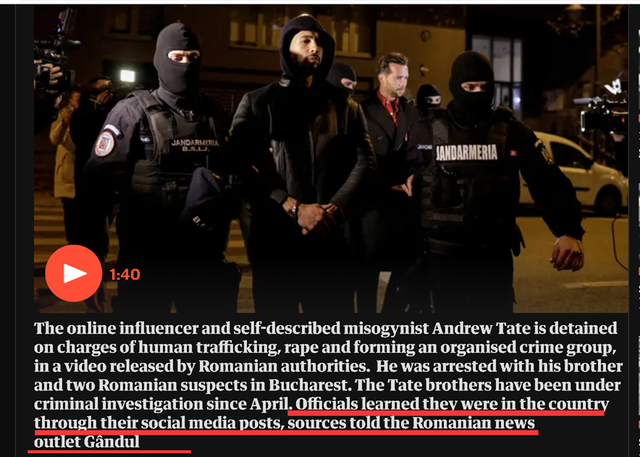 JANDARMERIA
B.S.I.J.
JANDARMERIA
1:40
The online influencer and self-described misogynist Andrew Tate is detained
on charges of human trafficking, rape and forming an organised crime group,
in a video released by Romanian authorities.  He was arrested with his brother
and two Romanian suspects in Bucharest. The Tate brothers have been under
criminal investigation since April. Officials learned they were in the country
through their social media posts, sources told the Romanian news
outlet Gândul